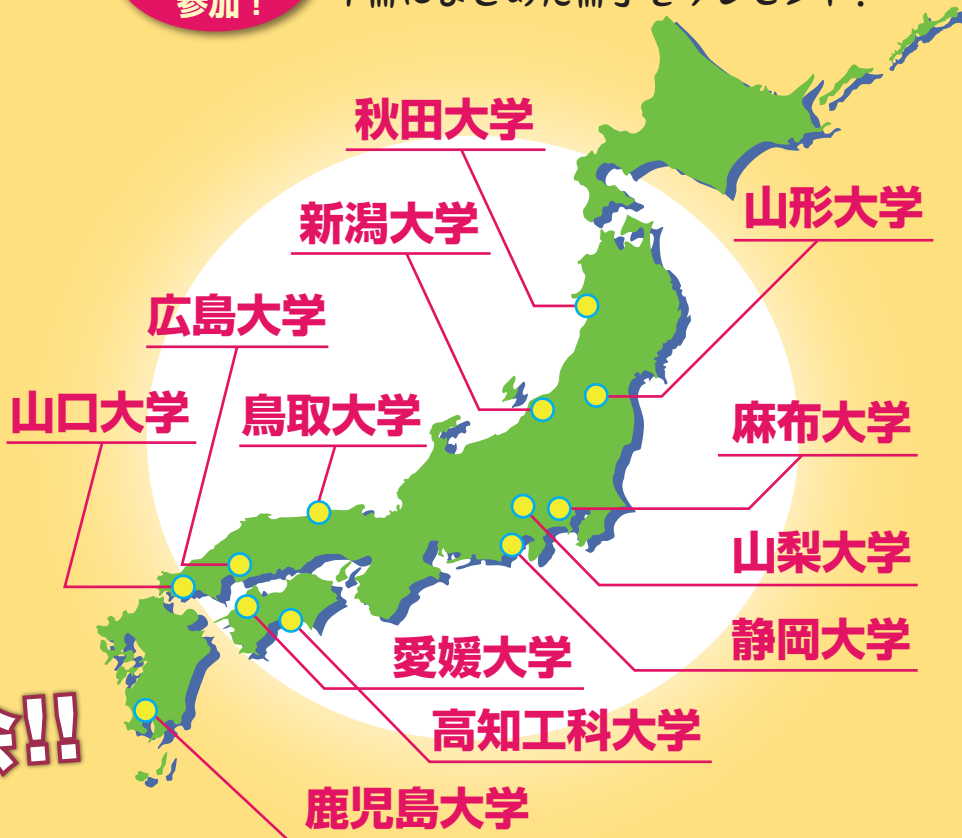 参加！
秋田大学
山形大学
新潟大学
広島大学
山口大学
鳥取大学
麻布大学
山梨大学
静岡大学
愛媛大学
高知工科大学
鹿児島大学
!!